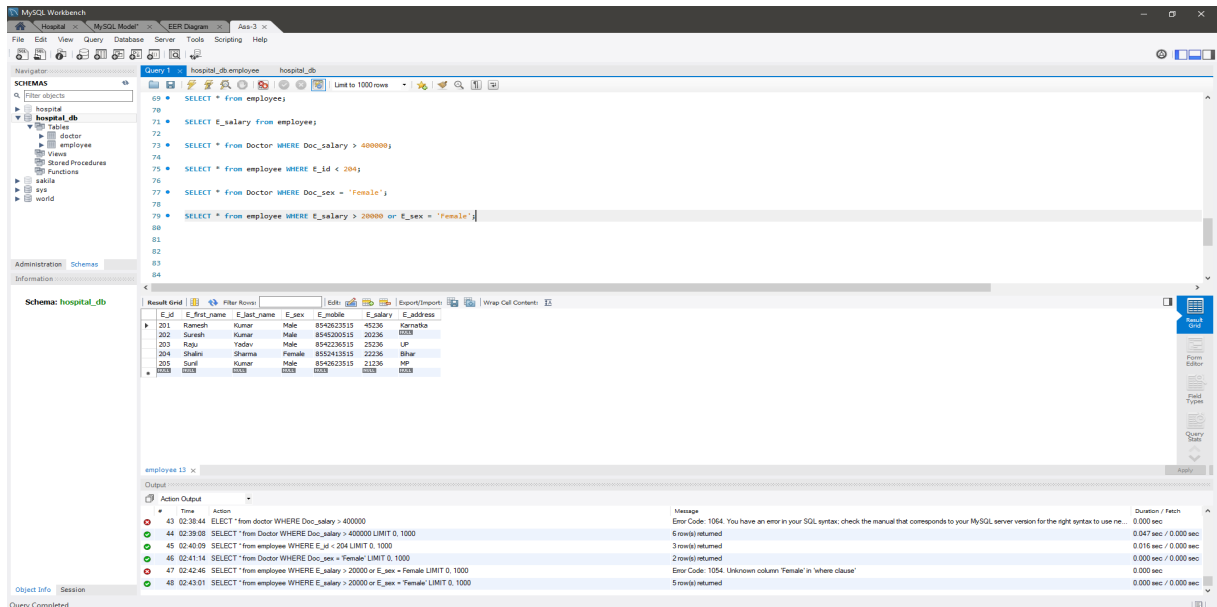 MySQL Workbench
Hospital × MySQL Model* × EER Diagram × Ass-3 ×
File Edit View Query Database Server Tools Scripting Help
Navigator
SCHEMAS
Filter objects
hospital
hospital_db
Tables
doctor
employee
Views
Stored Procedures
Functions
sakila
sys
world
Administration Schemas
Information
Schema: hospital_db
Object Info Session
Query Completed
Query 1 × hospital_db.employee hospital_db
Limit to 1000 rows
69 SELECT * from employee;
70
71 SELECT E_salary from employee;
72
73 SELECT * from Doctor WHERE Doc_salary > 400000;
74
75 SELECT * from employee WHERE E_id < 204;
76
77 SELECT * from Doctor WHERE Doc_sex = 'Female';
78
79 SELECT * from employee WHERE E_salary > 20000 or E_sex = 'Female';
80
81
82
83
84
Result Grid Filter Rows: Edit: Export/Import: Wrap Cell Content:
E_id E_first_name E_last_name E_sex E_mobile E_salary E_address
201 Ramesh Kumar Male 8542623515 45236 Karnatka
202 Suresh Kumar Male 8545200515 20236 NULL
203 Raju Yadav Male 8542236515 25236 UP
204 Shalini Sharma Female 8552413515 22236 Bihar
205 Sunil Kumar Male 8542623515 21236 MP
NULL NULL NULL NULL NULL NULL NULL
Result Grid
Form Editor
Field Types
Query Stats
employee 13 ×
Apply
Output
Action Output
# Time Action Message Duration / Fetch
43 02:38:44 ELECT * from doctor WHERE Doc_salary > 400000 Error Code: 1064. You have an error in your SQL syntax; check the manual that corresponds to your MySQL server version for the right syntax to use ne... 0.000 sec
44 02:39:08 SELECT * from Doctor WHERE Doc_salary > 400000 LIMIT 0, 1000 6 row(s) returned 0.047 sec / 0.000 sec
45 02:40:09 SELECT * from employee WHERE E_id < 204 LIMIT 0, 1000 3 row(s) returned 0.016 sec / 0.000 sec
46 02:41:14 SELECT * from Doctor WHERE Doc_sex = 'Female' LIMIT 0, 1000 2 row(s) returned 0.000 sec / 0.000 sec
47 02:42:46 SELECT * from employee WHERE E_salary > 20000 or E_sex = Female LIMIT 0, 1000 Error Code: 1054. Unknown column 'Female' in 'where clause' 0.000 sec
48 02:43:01 SELECT * from employee WHERE E_salary > 20000 or E_sex = 'Female' LIMIT 0, 1000 5 row(s) returned 0.000 sec / 0.000 sec